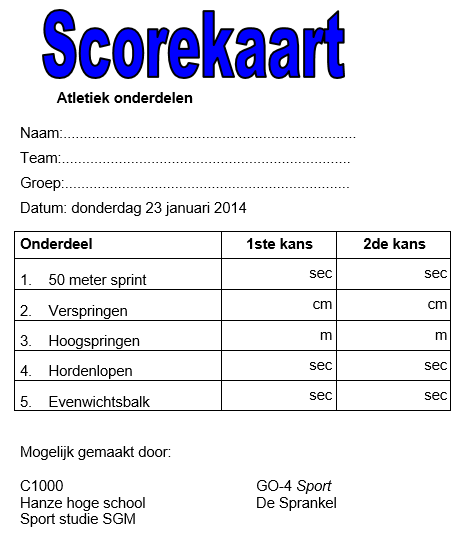 Scorekaart
Atletiek onderdelen
Naam:.......................................................................
Team:......................................................................
Groep:.....................................................................
Datum: donderdag 23 januari 2014
Onderdeel 1ste kans 2de kans
1. 50 meter sprint sec sec
2. Verspringen cm cm
3. Hoogspringen m m
4. Hordenlopen sec sec
5. Evenwichtsbalk sec sec
Mogelijk gemaakt door:
C1000 GO-4 Sport
Hanze hoge school De Sprankel
Sport studie SGM